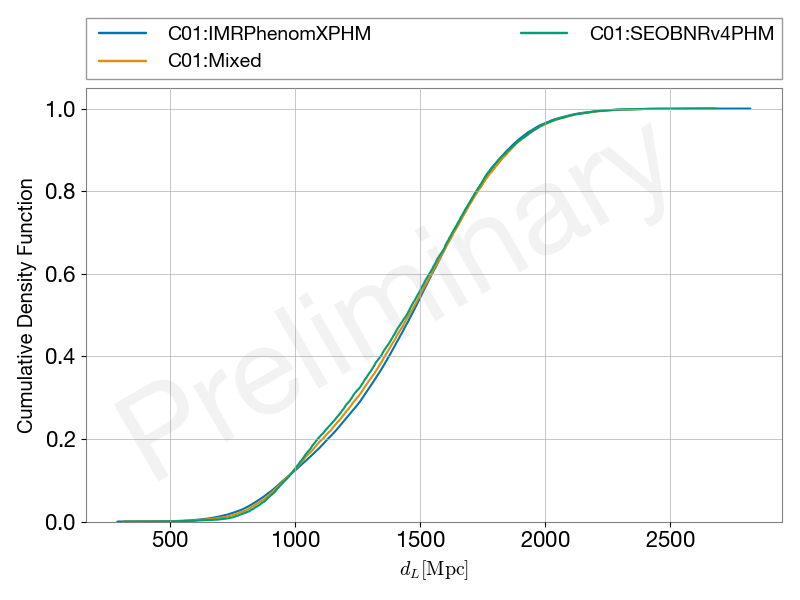 C01:IMRPhenomXPHM
C01:Mixed
C01:SEOBNRv4PHM
Preliminary
Cumulative Density Function
1.0
0.8
0.6
0.4
0.2
0.0
500 1000 1500 2000 2500
d_L[Mpc]